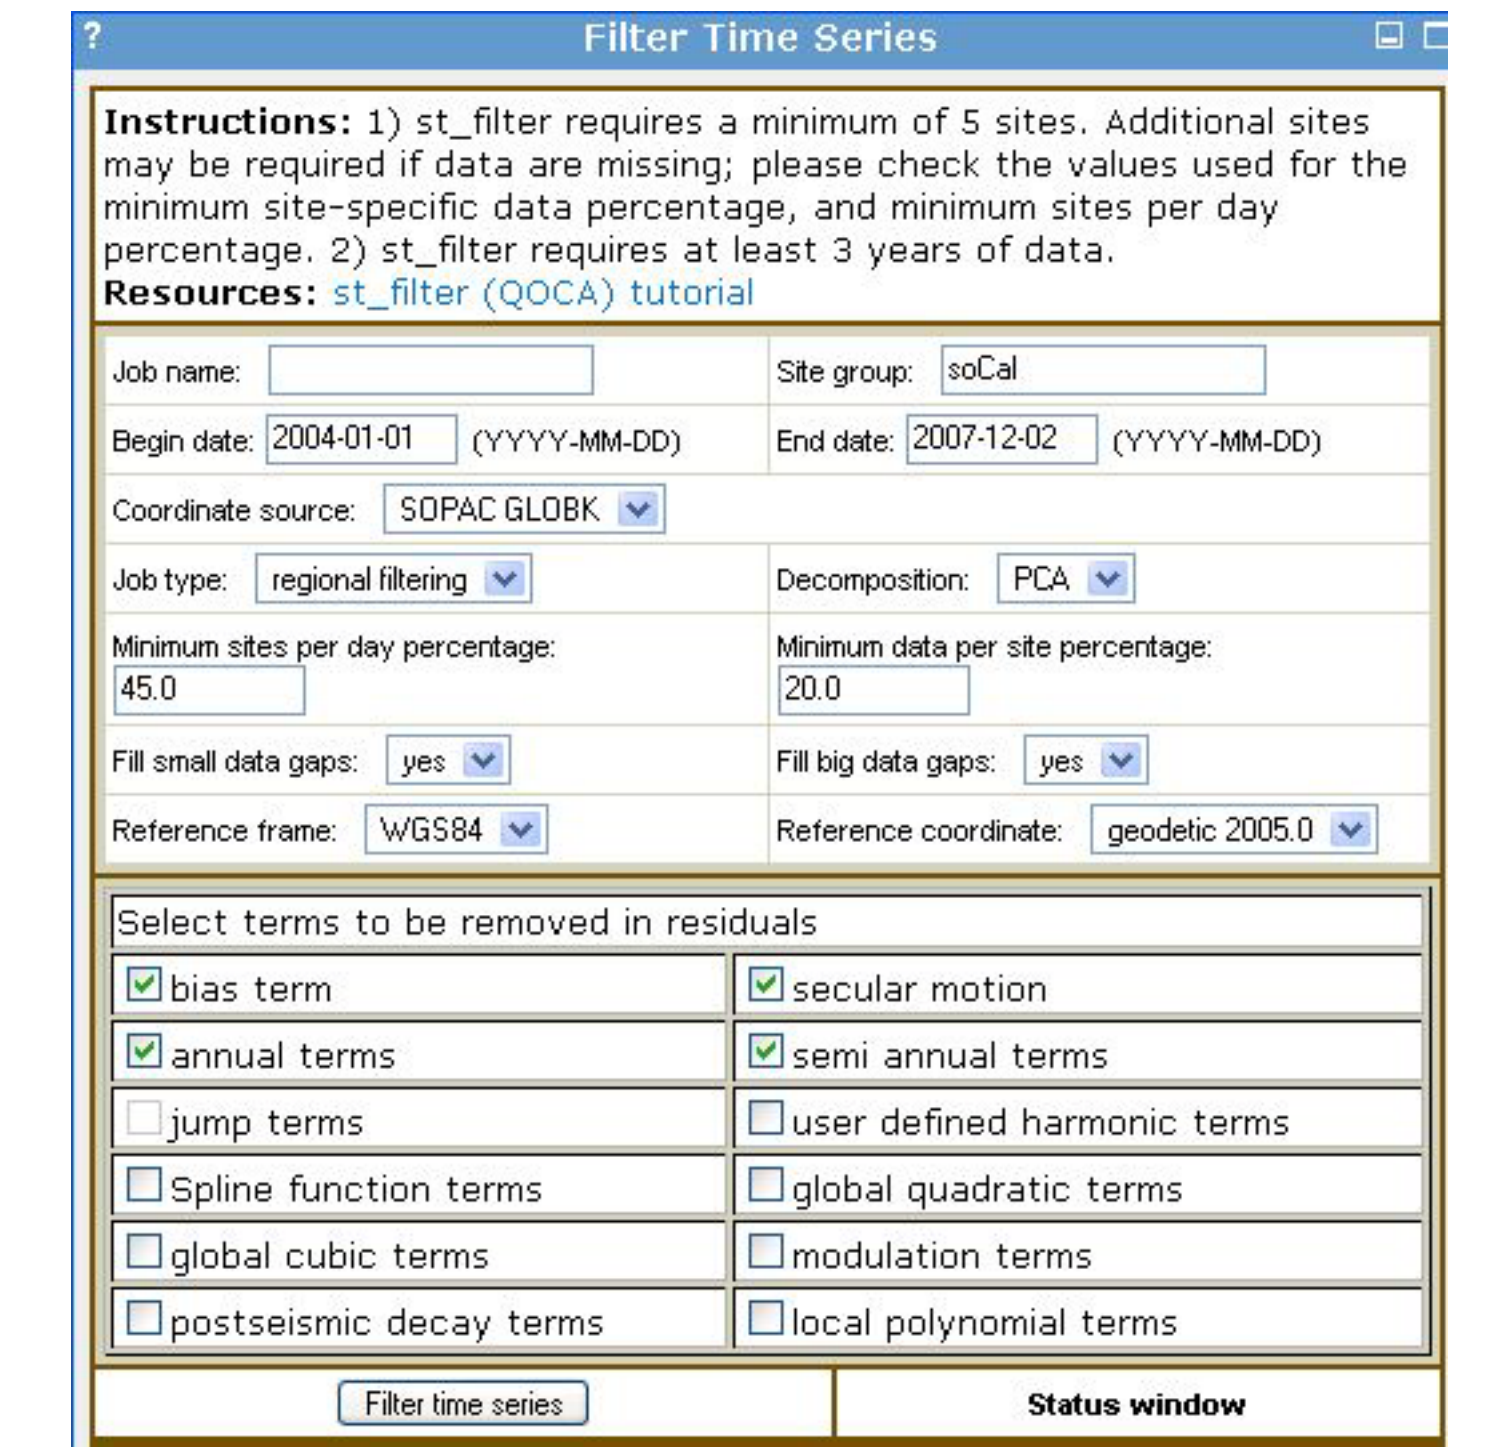 ?
Filter Time Series
Instructions: 1) st_filter requires a minimum of 5 sites. Additional sites
may be required if data are missing; please check the values used for the
minimum site-specific data percentage, and minimum sites per day
percentage. 2) st_filter requires at least 3 years of data.
Resources: st_filter (QOCA) tutorial
Job name:
Site group: soCal
Begin date: 2004-01-01 (YYYY-MM-DD)
End date: 2007-12-02 (YYYY-MM-DD)
Coordinate source: SOPAC GLOBK
Job type: regional filtering
Decomposition: PCA
Minimum sites per day percentage:
45.0
Minimum data per site percentage:
20.0
Fill small data gaps: yes
Fill big data gaps: yes
Reference frame: WGS84
Reference coordinate: geodetic 2005.0
Select terms to be removed in residuals
bias term
secular motion
annual terms
semi annual terms
jump terms
user defined harmonic terms
Spline function terms
global quadratic terms
global cubic terms
modulation terms
postseismic decay terms
local polynomial terms
Filter time series
Status window